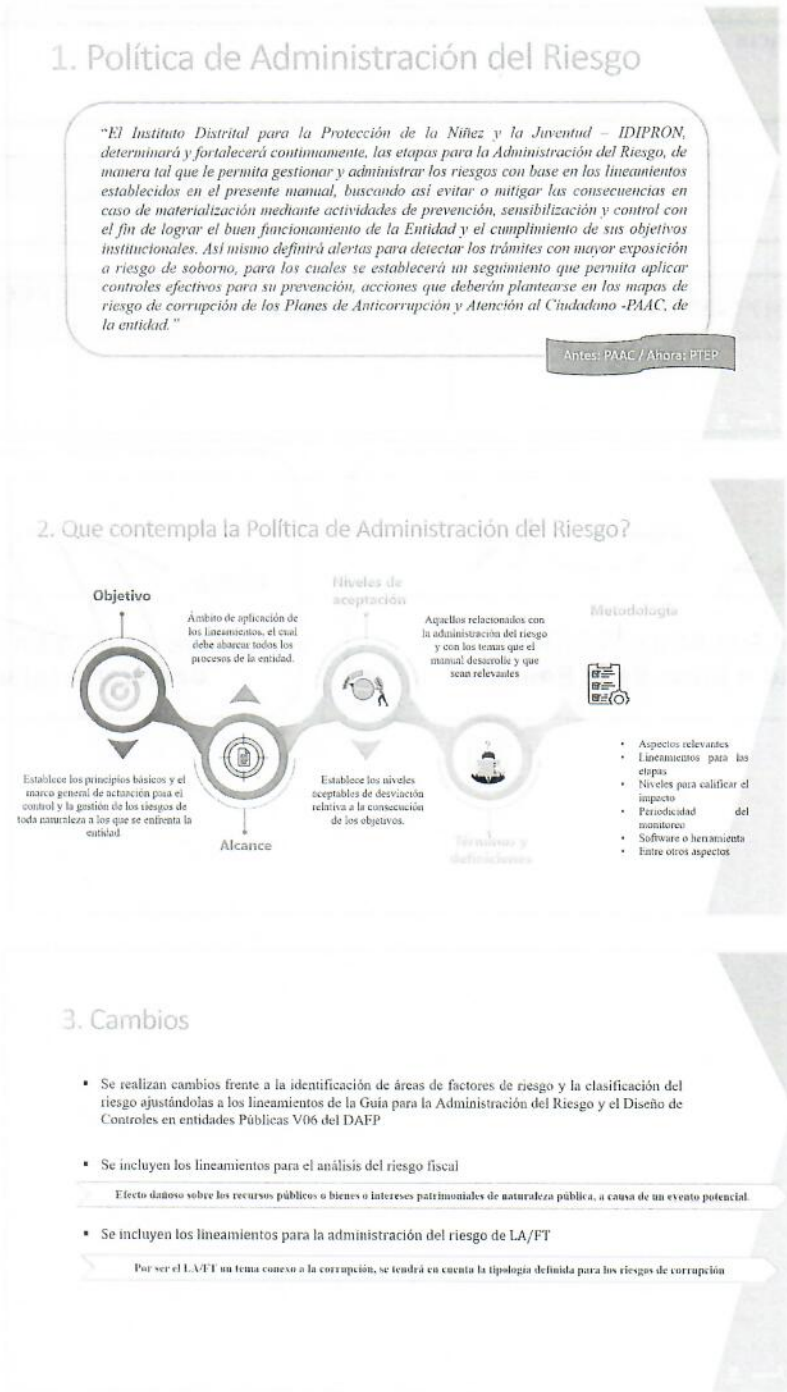 1. Política de Administración del Riesgo
"El Instituto Distrital para la Protección de la Niñez y la Juventud – IDIPRON,
determinará y fortalecerá continuamente, las etapas para la Administración del Riesgo, de
manera tal que le permita gestionar y administrar los riesgos con base en los lineamientos
establecidos en el presente manual, buscando así evitar o mitigar las consecuencias en
caso de materialización mediante actividades de prevención, sensibilización y control con
el fin de lograr el buen funcionamiento de la Entidad y el cumplimiento de sus objetivos
institucionales. Así mismo definirá alertas para detectar los trámites con mayor exposición
a riesgo de soborno, para los cuales se establecerá un seguimiento que permita aplicar
controles efectivos para su prevención, acciones que deberán plantearse en los mapas de
riesgo de corrupción de los Planes de Anticorrupción y Atención al Ciudadano -PAAC, de
la entidad."
Antes: PAAC / Ahora: PTEP
2. Que contempla la Política de Administración del Riesgo?
Objetivo
Establece los principios básicos y el
marco general de actuación para el
control y la gestión de los riesgos de
toda naturaleza a los que se enfrenta la
entidad
Ámbito de aplicación de
los lineamientos, el cual
debe abarcar todos los
procesos de la entidad.
Alcance
Niveles de
aceptación
Establece los niveles
aceptables de desviación
relativa a la consecución
de los objetivos.
Aquellos relacionados con
la administración del riesgo
y con los temas que el
manual desarrolle y que
sean relevantes
Términos y
definiciones
Metodología
• Aspectos relevantes
• Lineamientos para las
etapas
• Niveles para calificar el
impacto
• Periodicidad del
monitoreo
• Software o herramienta
• Entre otros aspectos
3. Cambios
▪ Se realizan cambios frente a la identificación de áreas de factores de riesgo y la clasificación del
riesgo ajustándolas a los lineamientos de la Guía para la Administración del Riesgo y el Diseño de
Controles en entidades Públicas V06 del DAFP
▪ Se incluyen los lineamientos para el análisis del riesgo fiscal
Efecto dañoso sobre los recursos públicos o bienes o intereses patrimoniales de naturaleza pública, a causa de un evento potencial.
▪ Se incluyen los lineamientos para la administración del riesgo de LA/FT
Por ser el LA/FT un tema conexo a la corrupción, se tendrá en cuenta la tipología definida para los riesgos de corrupción